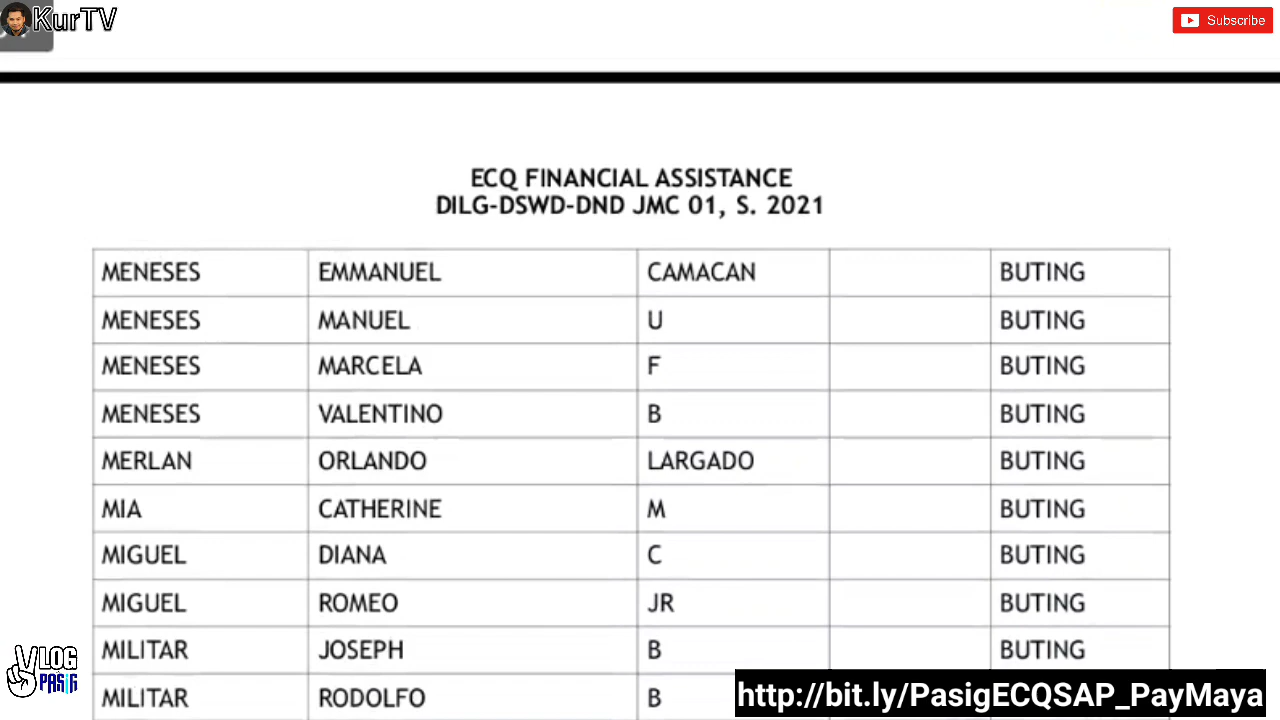 KurTV
Subscribe
ECQ FINANCIAL ASSISTANCE
DILG-DSWD-DND JMC 01, S. 2021
MENESES EMMANUEL CAMACAN BUTING
MENESES MANUEL U BUTING
MENESES MARCELA F BUTING
MENESES VALENTINO B BUTING
MERLAN ORLANDO LARGADO BUTING
MIA CATHERINE M BUTING
MIGUEL DIANA C BUTING
MIGUEL ROMEO JR BUTING
MILITAR JOSEPH B BUTING
MILITAR RODOLFO B
VLOG
PASIG
http://bit.ly/PasigECQSAP_PayMaya